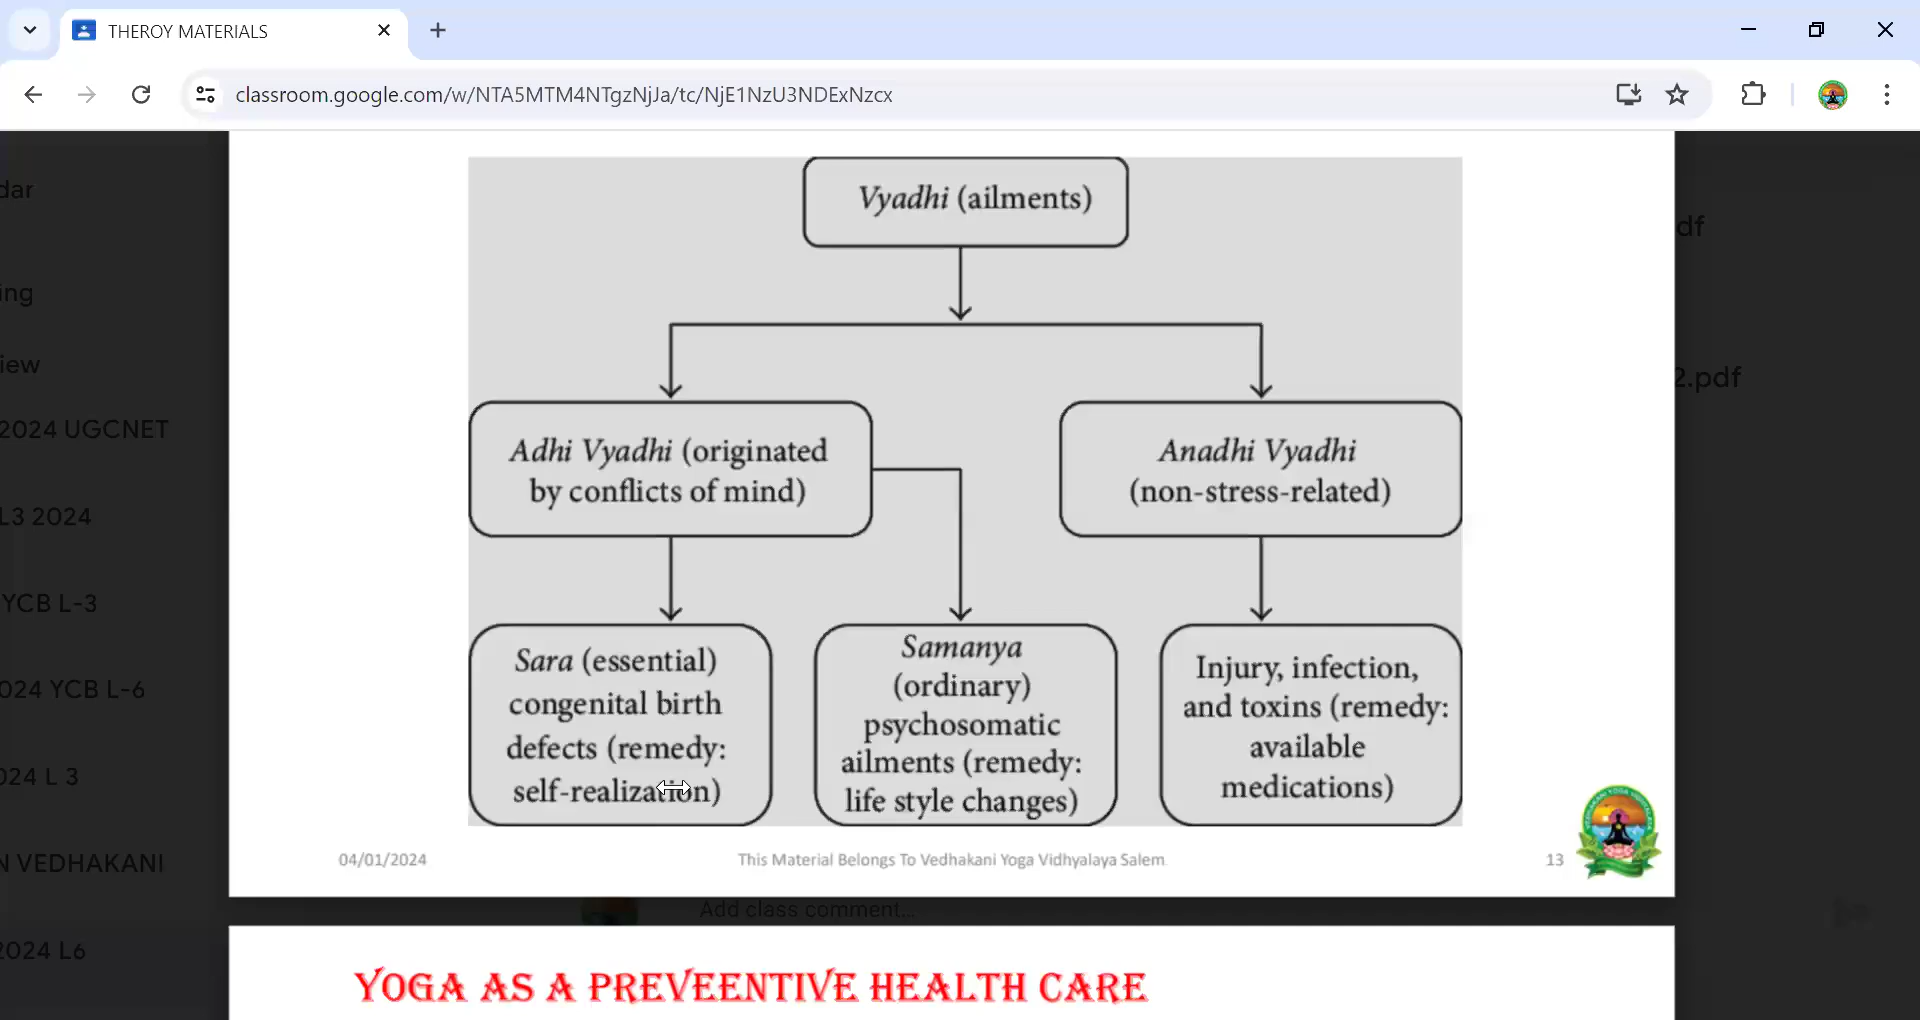 THEROY MATERIALS
classroom.google.com/w/NTA5MTM4NTgzNjJa/tc/NjE1NzU3NDExNzcx
dar
ing
iew
2024 UGCNET
L3 2024
YCB L-3
024 YCB L-6
024 L 3
N VEDHAKANI
2024 L6
df
2.pdf
Vyadhi (ailments)
Adhi Vyadhi (originated
by conflicts of mind)
Anadhi Vyadhi
(non-stress-related)
Sara (essential)
congenital birth
defects (remedy:
self-realization)
Samanya
(ordinary)
psychosomatic
ailments (remedy:
life style changes)
Injury, infection,
and toxins (remedy:
available
medications)
04/01/2024
This Material Belongs To Vedhakani Yoga Vidhyalaya Salem
13
Add class comment...
YOGA AS A PREVEENTIVE HEALTH CARE